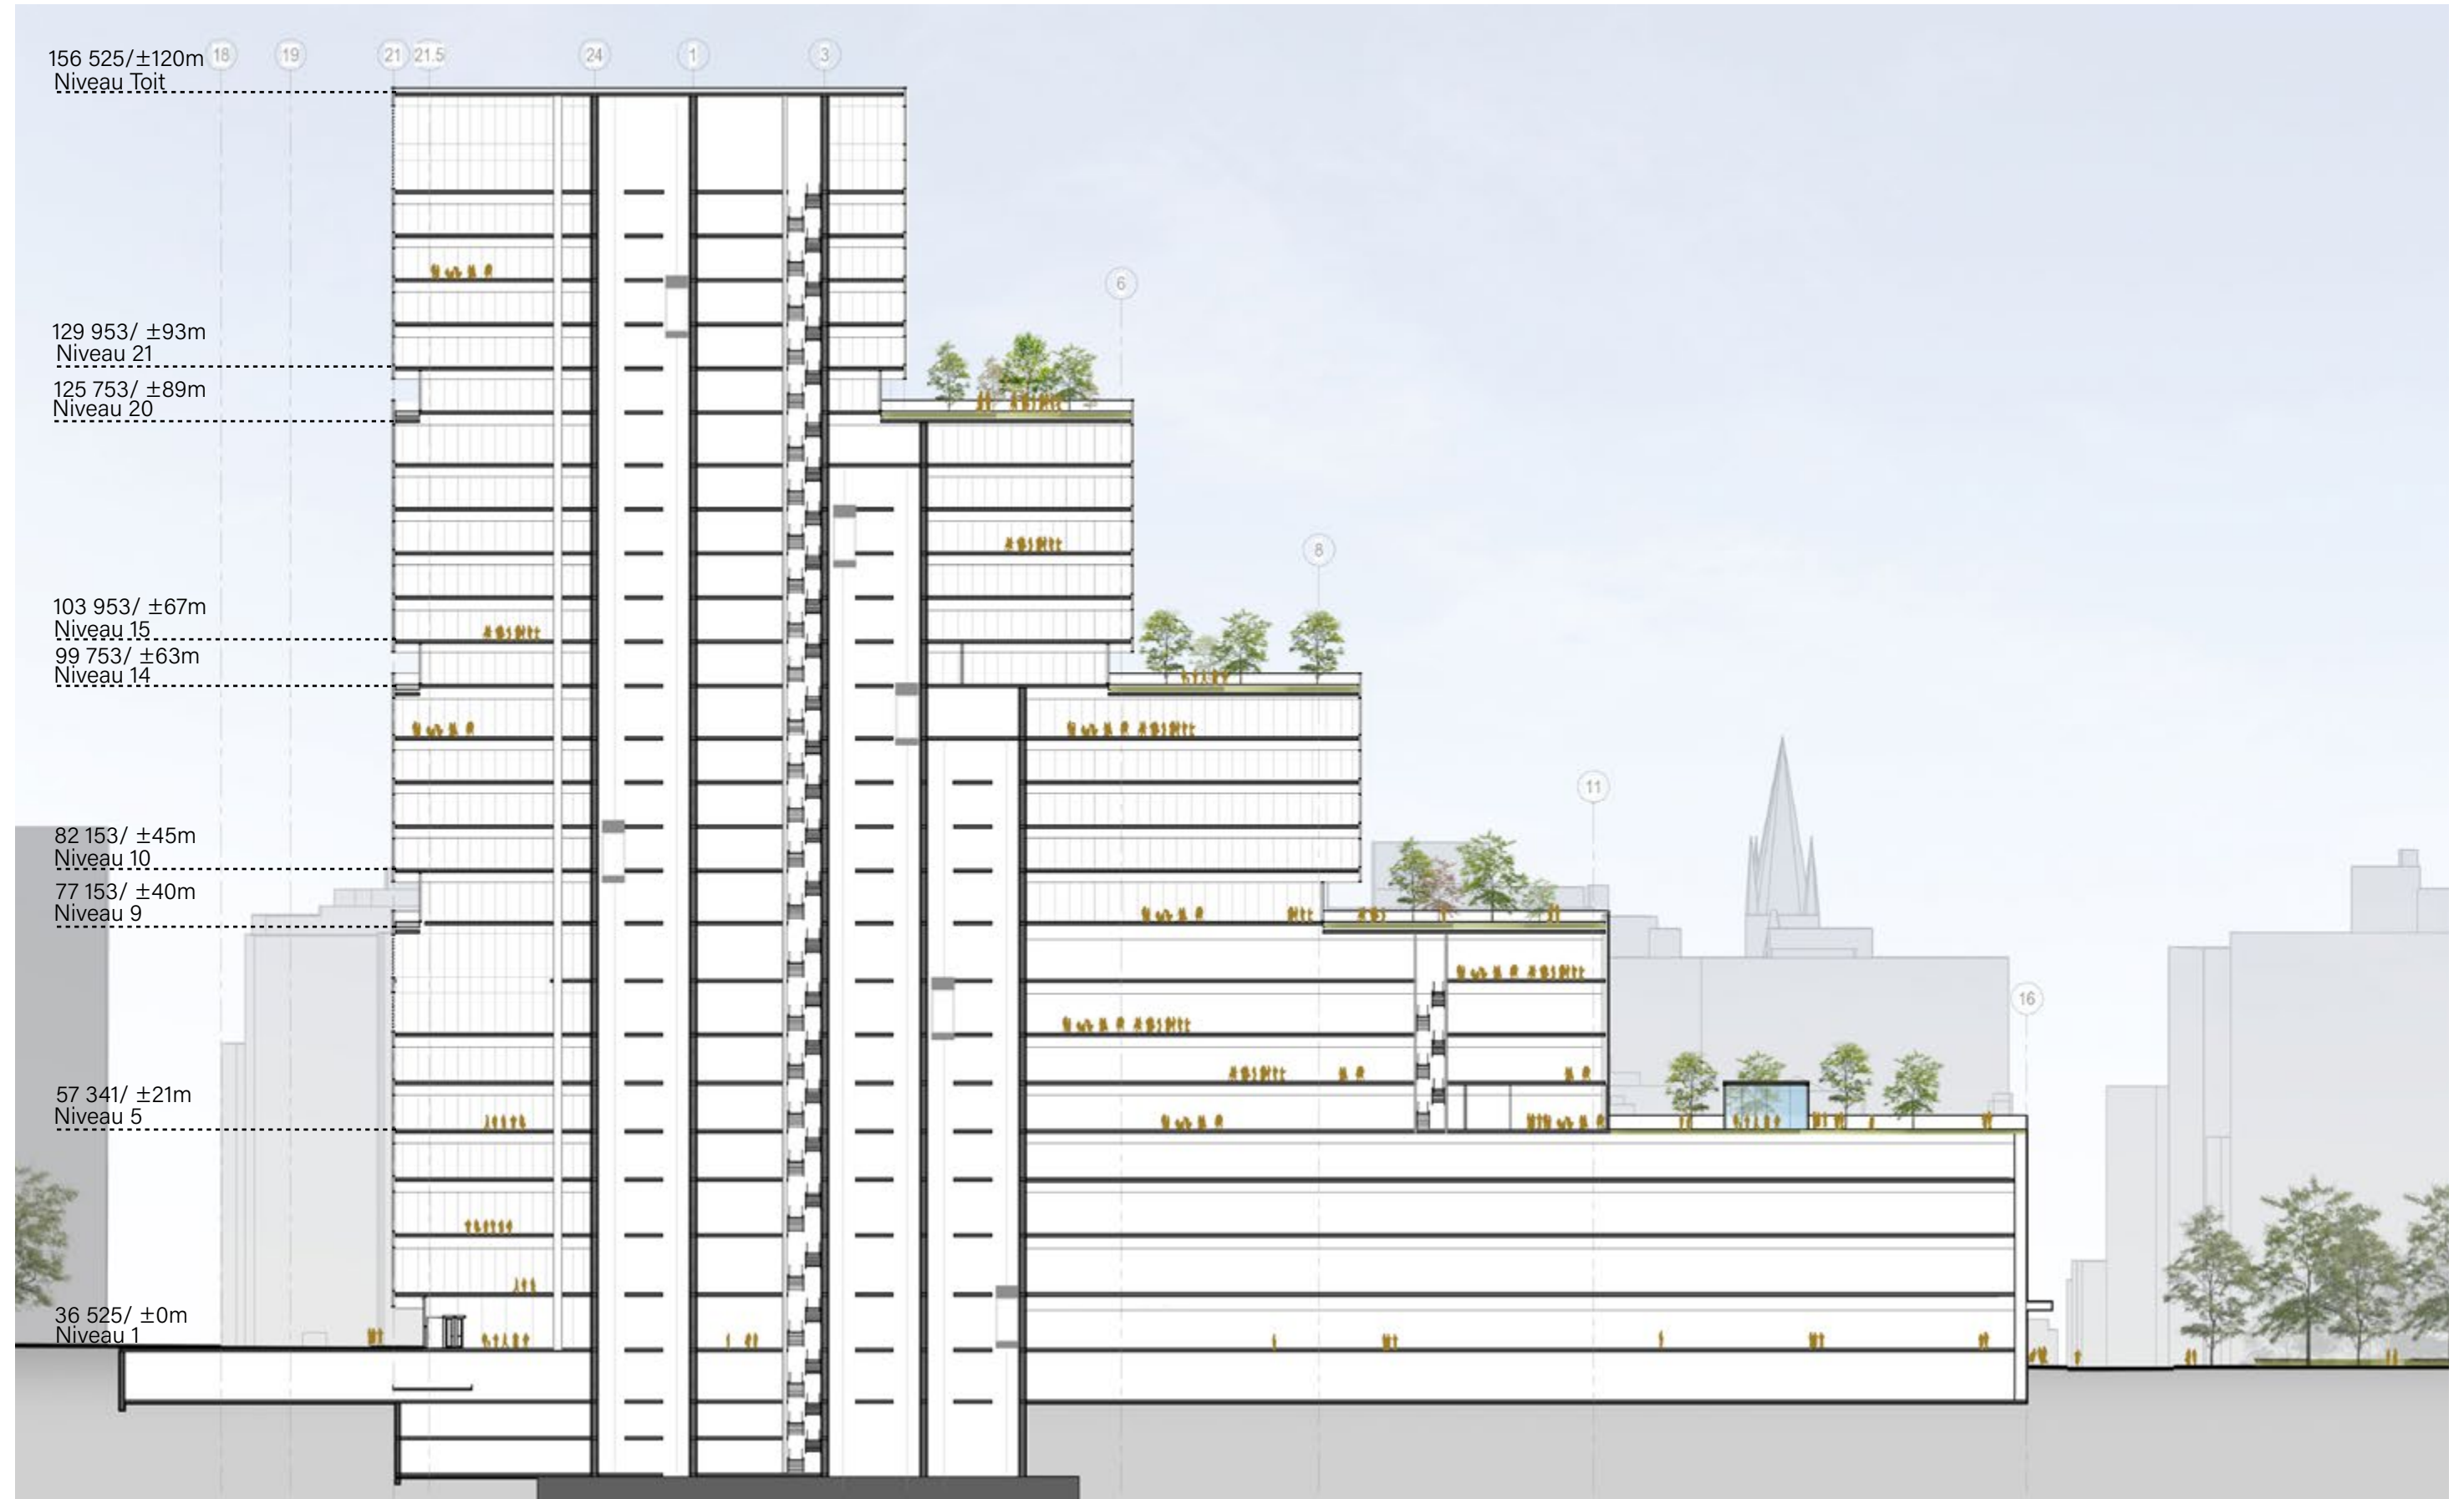 156 525/±120m
Niveau Toit
18
19
21
21.5
24
1
3
129 953/ ±93m
Niveau 21
125 753/ ±89m
Niveau 20
6
8
103 953/ ±67m
Niveau 15
99 753/ ±63m
Niveau 14
11
82 153/ ±45m
Niveau 10
77 153/ ±40m
Niveau 9
16
57 341/ ±21m
Niveau 5
36 525/ ±0m
Niveau 1